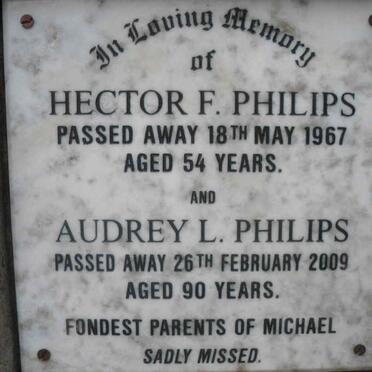 In Loving Memory
of
HECTOR F. PHILIPS
PASSED AWAY 18TH MAY 1967
AGED 54 YEARS.
AND
AUDREY L. PHILIPS
PASSED AWAY 26TH FEBRUARY 2009
AGED 90 YEARS.
FONDEST PARENTS OF MICHAEL
SADLY MISSED.